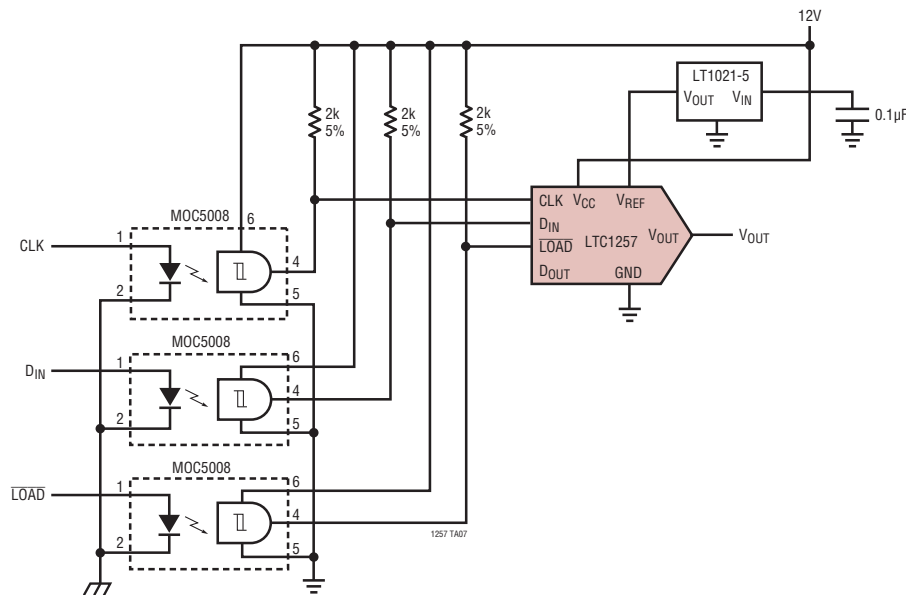 12V
LT1021-5
VOUT VIN
0.1µF
2k
5%
2k
5%
2k
5%
CLK VCC VREF
DIN
LOAD LTC1257 VOUT
DOUT GND
VOUT
MOC5008
CLK 1 6
4
2 5
MOC5008
DIN 1 6
4
2 5
MOC5008
LOAD 1 6
4
2 5
1257 TA07